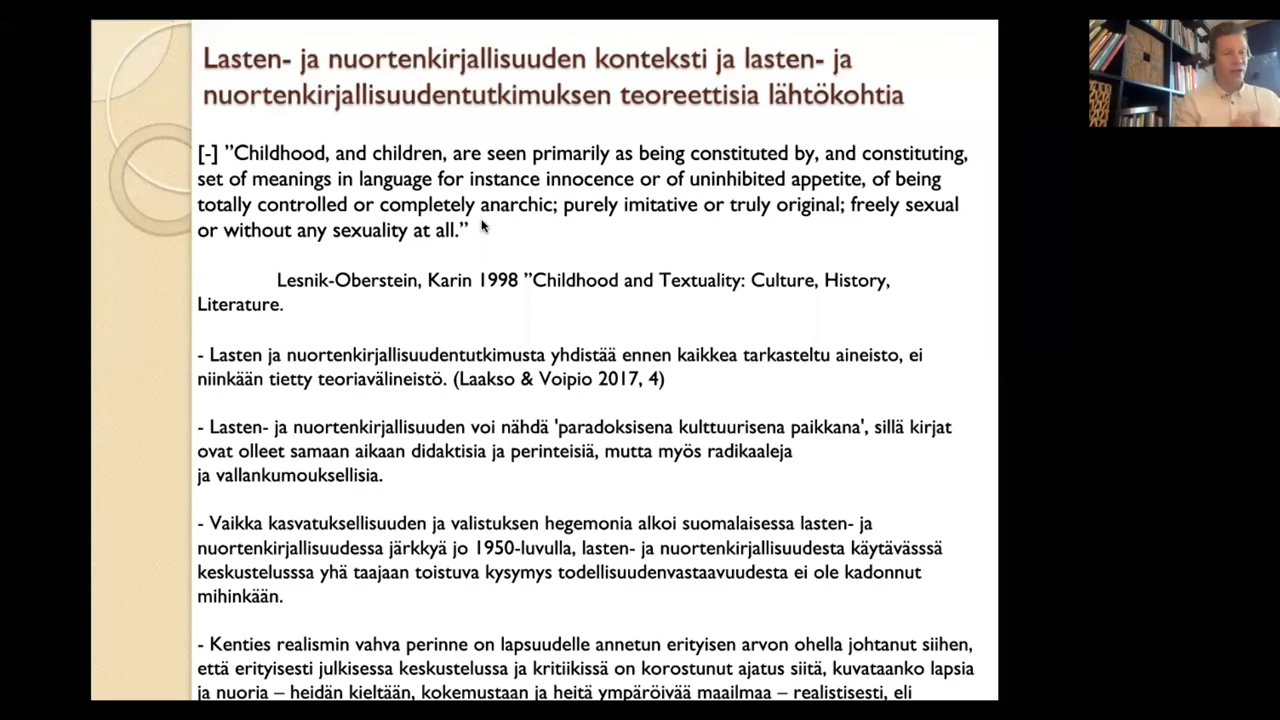 Lasten- ja nuortenkirjallisuuden konteksti ja lasten- ja
nuortenkirjallisuudentutkimuksen teoreettisia lähtökohtia
[-] ”Childhood, and children, are seen primarily as being constituted by, and constituting,
set of meanings in language for instance innocence or of uninhibited appetite, of being
totally controlled or completely anarchic; purely imitative or truly original; freely sexual
or without any sexuality at all.”
Lesnik-Oberstein, Karin 1998 ”Childhood and Textuality: Culture, History,
Literature.
- Lasten ja nuortenkirjallisuudentutkimusta yhdistää ennen kaikkea tarkasteltu aineisto, ei
niinkään tietty teoriavälineistö. (Laakso & Voipio 2017, 4)
- Lasten- ja nuortenkirjallisuuden voi nähdä 'paradoksisena kulttuurisena paikkana', sillä kirjat
ovat olleet samaan aikaan didaktisia ja perinteisiä, mutta myös radikaaleja
ja vallankumouksellisia.
- Vaikka kasvatuksellisuuden ja valistuksen hegemonia alkoi suomalaisessa lasten- ja
nuortenkirjallisuudessa järkkyä jo 1950-luvulla, lasten- ja nuortenkirjallisuudesta käytävässsä
keskustelusssa yhä taajaan toistuva kysymys todellisuudenvastaavuudesta ei ole kadonnut
mihinkään.
- Kenties realismin vahva perinne on lapsuudelle annetun erityisen arvon ohella johtanut siihen,
että erityisesti julkisessa keskustelussa ja kritiikissä on korostunut ajatus siitä, kuvataanko lapsia
ja nuoria – heidän kieltään, kokemustaan ja heitä ympäröivää maailmaa – realistisesti, eli